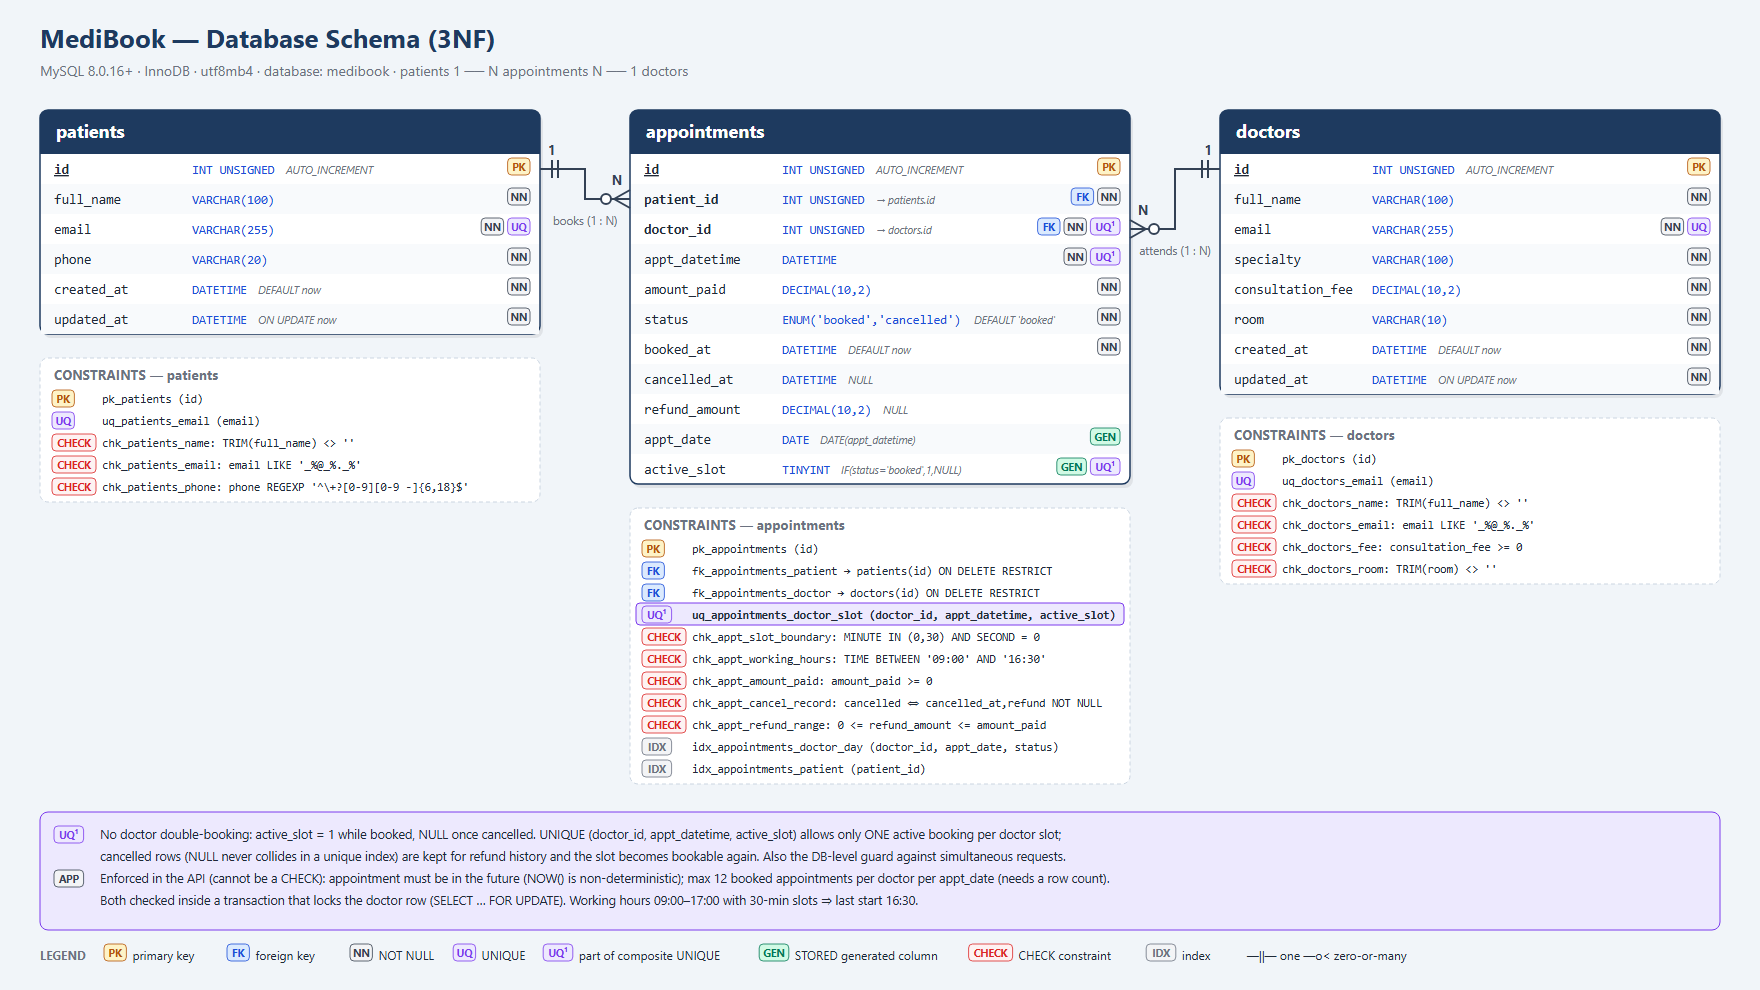 MediBook — Database Schema (3NF)
MySQL 8.0.16+ · InnoDB · utf8mb4 · database: medibook · patients 1 ── N appointments N ── 1 doctors
patients
id INT UNSIGNED AUTO_INCREMENT PK
full_name VARCHAR(100) NN
email VARCHAR(255) NN UQ
phone VARCHAR(20) NN
created_at DATETIME DEFAULT now NN
updated_at DATETIME ON UPDATE now NN
CONSTRAINTS — patients
PK pk_patients (id)
UQ uq_patients_email (email)
CHECK chk_patients_name: TRIM(full_name) <> ''
CHECK chk_patients_email: email LIKE '_%@_%._%'
CHECK chk_patients_phone: phone REGEXP '^\+?[0-9][0-9 -]{6,18}$'
1
N
books (1 : N)
appointments
id INT UNSIGNED AUTO_INCREMENT PK
patient_id INT UNSIGNED → patients.id FK NN
doctor_id INT UNSIGNED → doctors.id FK NN UQ¹
appt_datetime DATETIME NN UQ¹
amount_paid DECIMAL(10,2) NN
status ENUM('booked','cancelled') DEFAULT 'booked' NN
booked_at DATETIME DEFAULT now NN
cancelled_at DATETIME NULL
refund_amount DECIMAL(10,2) NULL
appt_date DATE DATE(appt_datetime) GEN
active_slot TINYINT IF(status='booked',1,NULL) GEN UQ¹
CONSTRAINTS — appointments
PK pk_appointments (id)
FK fk_appointments_patient → patients(id) ON DELETE RESTRICT
FK fk_appointments_doctor → doctors(id) ON DELETE RESTRICT
UQ¹ uq_appointments_doctor_slot (doctor_id, appt_datetime, active_slot)
CHECK chk_appt_slot_boundary: MINUTE IN (0,30) AND SECOND = 0
CHECK chk_appt_working_hours: TIME BETWEEN '09:00' AND '16:30'
CHECK chk_appt_amount_paid: amount_paid >= 0
CHECK chk_appt_cancel_record: cancelled ⇔ cancelled_at,refund NOT NULL
CHECK chk_appt_refund_range: 0 <= refund_amount <= amount_paid
IDX idx_appointments_doctor_day (doctor_id, appt_date, status)
IDX idx_appointments_patient (patient_id)
1
N
attends (1 : N)
doctors
id INT UNSIGNED AUTO_INCREMENT PK
full_name VARCHAR(100) NN
email VARCHAR(255) NN UQ
specialty VARCHAR(100) NN
consultation_fee DECIMAL(10,2) NN
room VARCHAR(10) NN
created_at DATETIME DEFAULT now NN
updated_at DATETIME ON UPDATE now NN
CONSTRAINTS — doctors
PK pk_doctors (id)
UQ uq_doctors_email (email)
CHECK chk_doctors_name: TRIM(full_name) <> ''
CHECK chk_doctors_email: email LIKE '_%@_%._%'
CHECK chk_doctors_fee: consultation_fee >= 0
CHECK chk_doctors_room: TRIM(room) <> ''
UQ¹ No doctor double-booking: active_slot = 1 while booked, NULL once cancelled. UNIQUE (doctor_id, appt_datetime, active_slot) allows only ONE active booking per doctor slot;
cancelled rows (NULL never collides in a unique index) are kept for refund history and the slot becomes bookable again. Also the DB-level guard against simultaneous requests.
APP Enforced in the API (cannot be a CHECK): appointment must be in the future (NOW() is non-deterministic); max 12 booked appointments per doctor per appt_date (needs a row count).
Both checked inside a transaction that locks the doctor row (SELECT ... FOR UPDATE). Working hours 09:00–17:00 with 30-min slots ⇒ last start 16:30.
LEGEND PK primary key FK foreign key NN NOT NULL UQ UNIQUE UQ¹ part of composite UNIQUE GEN STORED generated column CHECK CHECK constraint IDX index —||— one —o< zero-or-many